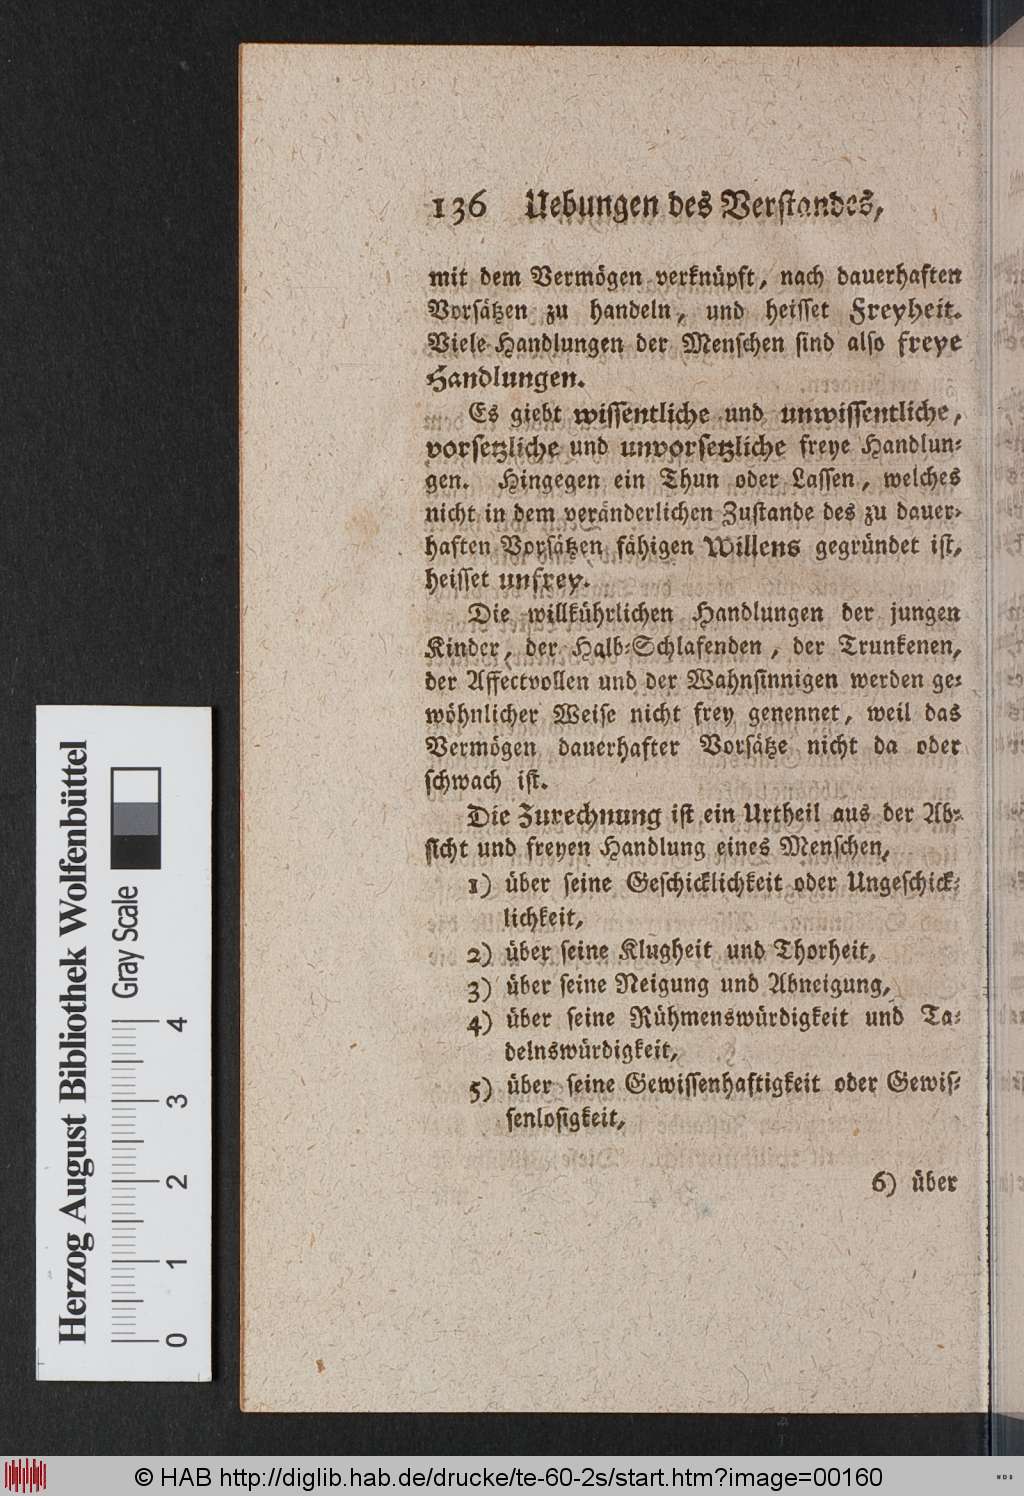 136 Uebungen des Verstandes,
mit dem Vermögen verknüpft, nach dauerhaften
Vorsätzen zu handeln, und heisset Freyheit.
Viele Handlungen der Menschen sind also freye
Handlungen.
Es giebt wissentliche und unwissentliche,
vorsetzliche und unvorsetzliche freye Handlun-
gen. Hingegen ein Thun oder Lassen, welches
nicht in dem veränderlichen Zustande des zu dauer-
haften Vorsätzen fähigen Willens gegründet ist,
heisset unfrey.
Die willkührlichen Handlungen der jungen
Kinder, der Halb-Schlafenden, der Trunkenen,
der Affectvollen und der Wahnsinnigen werden ge-
wöhnlicher Weise nicht frey genennet, weil das
Vermögen dauerhafter Vorsätze nicht da oder
schwach ist.
Die Zurechnung ist ein Urtheil aus der Ab-
sicht und freyen Handlung eines Menschen,
1) über seine Geschicklichkeit oder Ungeschick-
lichkeit,
2) über seine Klugheit und Thorheit,
3) über seine Neigung und Abneigung,
4) über seine Rühmenswürdigkeit und Ta-
delnswürdigkeit,
5) über seine Gewissenhaftigkeit oder Gewis-
senlosigkeit,
6) über
Herzog August Bibliothek Wolfenbüttel
Gray Scale
0 1 2 3 4
© HAB http://diglib.hab.de/drucke/te-60-2s/start.htm?image=00160